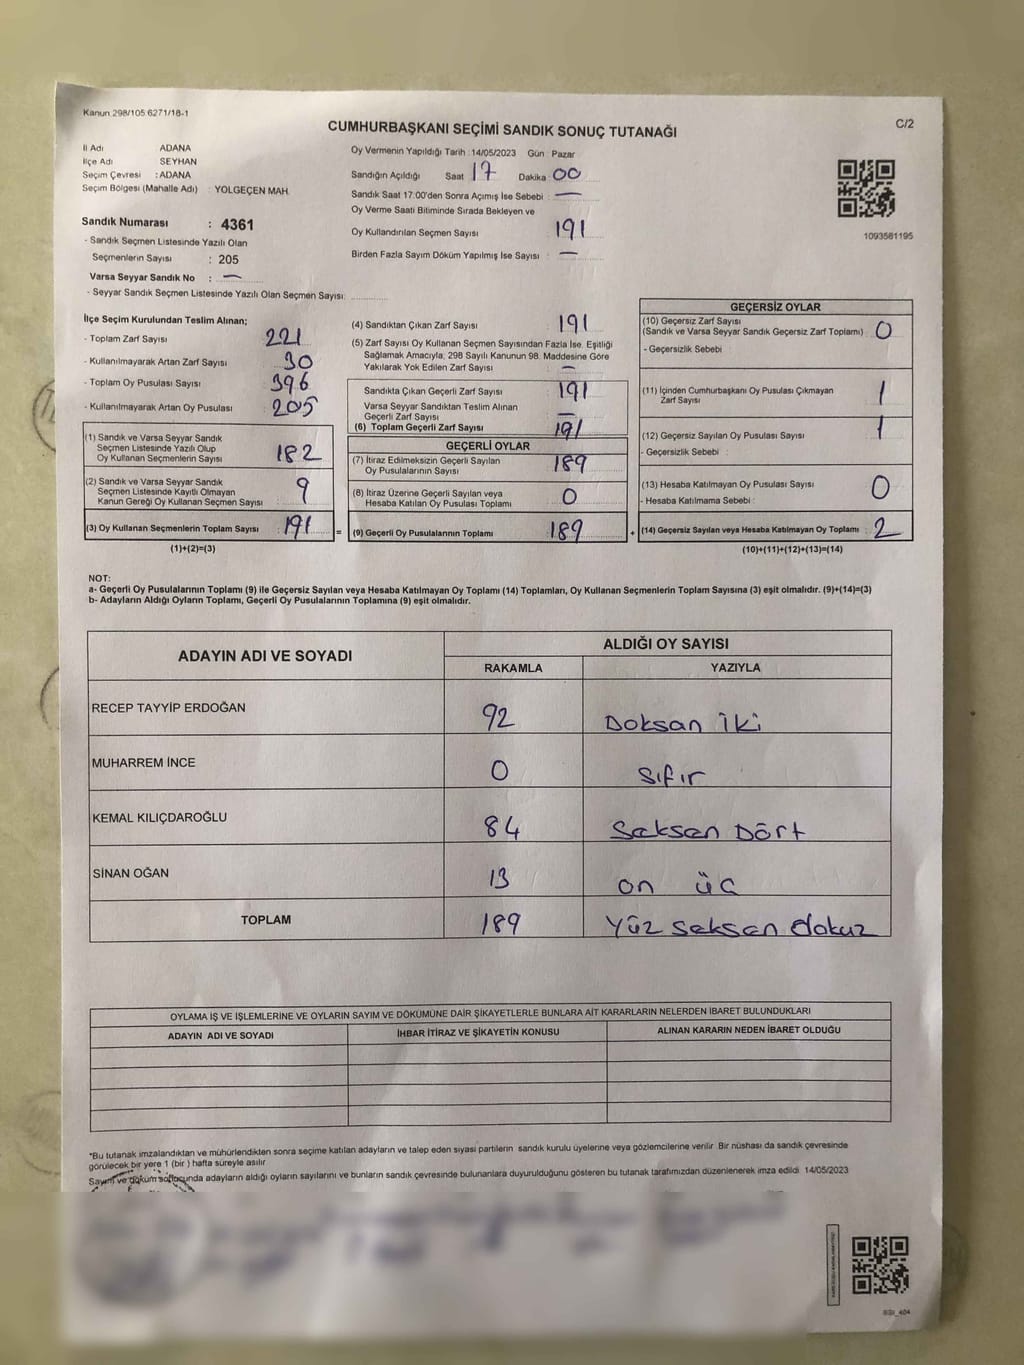 Kanun 298/105 6271/18-1
C/2
CUMHURBAŞKANI SEÇİMİ SANDIK SONUÇ TUTANAĞI
İl Adı ADANA
İlçe Adı SEYHAN
Seçim Çevresi : ADANA
Seçim Bölgesi (Mahalle Adı) : YOLGEÇEN MAH.
Sandık Numarası : 4361
- Sandık Seçmen Listesinde Yazılı Olan
Seçmenlerin Sayısı : 205
Varsa Seyyar Sandık No : —
- Seyyar Sandık Seçmen Listesinde Yazılı Olan Seçmen Sayısı:
Oy Vermenin Yapıldığı Tarih : 14/05/2023 Gün : Pazar
Sandığın Açıldığı Saat 17 Dakika : 00
Sandık Saat 17:00'den Sonra Açımış İse Sebebi : —
Oy Verme Saati Bitiminde Sırada Bekleyen ve
Oy Kullandırılan Seçmen Sayısı 191
Birden Fazla Sayım Döküm Yapılmış İse Sayısı : —
1093581195
İlçe Seçim Kurulundan Teslim Alınan;
- Toplam Zarf Sayısı : 221
- Kullanılmayarak Artan Zarf Sayısı : 30
- Toplam Oy Pusulası Sayısı : 396
- Kullanılmayarak Artan Oy Pusulası : 205
(1) Sandık ve Varsa Seyyar Sandık
Seçmen Listesinde Yazılı Olup
Oy Kullanan Seçmenlerin Sayısı : 182
(2) Sandık ve Varsa Seyyar Sandık
Seçmen Listesinde Kayıtlı Olmayan
Kanun Gereği Oy Kullanan Seçmen Sayısı : 9
(3) Oy Kullanan Seçmenlerin Toplam Sayısı : 191 =
(1)+(2)=(3)
(4) Sandıktan Çıkan Zarf Sayısı : 191
(5) Zarf Sayısı Oy Kullanan Seçmen Sayısından Fazla İse, Eşitliği
Sağlamak Amacıyla; 298 Sayılı Kanunun 98. Maddesine Göre
Yakılarak Yok Edilen Zarf Sayısı : —
Sandıkta Çıkan Geçerli Zarf Sayısı : 191
Varsa Seyyar Sandıktan Teslim Alınan
Geçerli Zarf Sayısı : —
(6) Toplam Geçerli Zarf Sayısı : 191
GEÇERLİ OYLAR
(7) İtiraz Edilmeksizin Geçerli Sayılan
Oy Pusulalarının Sayısı : 189
(8) İtiraz Üzerine Geçerli Sayılan veya
Hesaba Katılan Oy Pusulası Toplamı : 0
(9) Geçerli Oy Pusulalarının Toplamı : 189 +
GEÇERSİZ OYLAR
(10) Geçersiz Zarf Sayısı
(Sandık ve Varsa Seyyar Sandık Geçersiz Zarf Toplamı) : 0
- Geçersizlik Sebebi :
(11) İçinden Cumhurbaşkanı Oy Pusulası Çıkmayan
Zarf Sayısı : 1
(12) Geçersiz Sayılan Oy Pusulası Sayısı : 1
- Geçersizlik Sebebi :
(13) Hesaba Katılmayan Oy Pusulası Sayısı : 0
- Hesaba Katılmama Sebebi :
(14) Geçersiz Sayılan veya Hesaba Katılmayan Oy Toplamı : 2
(10)+(11)+(12)+(13)=(14)
NOT:
a- Geçerli Oy Pusulalarının Toplamı (9) ile Geçersiz Sayılan veya Hesaba Katılmayan Oy Toplamı (14) Toplamları, Oy Kullanan Seçmenlerin Toplam Sayısına (3) eşit olmalıdır. (9)+(14)=(3)
b- Adayların Aldığı Oyların Toplamı, Geçerli Oy Pusulalarının Toplamına (9) eşit olmalıdır.
ADAYIN ADI VE SOYADI
ALDIĞI OY SAYISI
RAKAMLA YAZIYLA
RECEP TAYYİP ERDOĞAN 92 Doksan İki
MUHARREM İNCE 0 Sıfır
KEMAL KILIÇDAROĞLU 84 Seksen Dört
SİNAN OĞAN 13 on üç
TOPLAM 189 Yüz seksen dokuz
OYLAMA İŞ VE İŞLEMLERİNE VE OYLARIN SAYIM VE DÖKÜMÜNE DAİR ŞİKAYETLERLE BUNLARA AİT KARARLARIN NELERDEN İBARET BULUNDUKLARI
ADAYIN ADI VE SOYADI İHBAR İTİRAZ VE ŞİKAYETİN KONUSU ALINAN KARARIN NEDEN İBARET OLDUĞU
*Bu tutanak imzalandıktan ve mühürlendikten sonra seçime katılan adayların ve talep eden siyasi partilerin sandık kurulu üyelerine veya gözlemcilerine verilir. Bir nüshası da sandık çevresinde
görülecek bir yere 1 (bir) hafta süreyle asılır
Sayım ve döküm sonucunda adayların aldığı oyların sayılarını ve bunların sandık çevresinde bulunanlara duyurulduğunu gösteren bu tutanak tarafımızdan düzenlenerek imza edildi. 14/05/2023